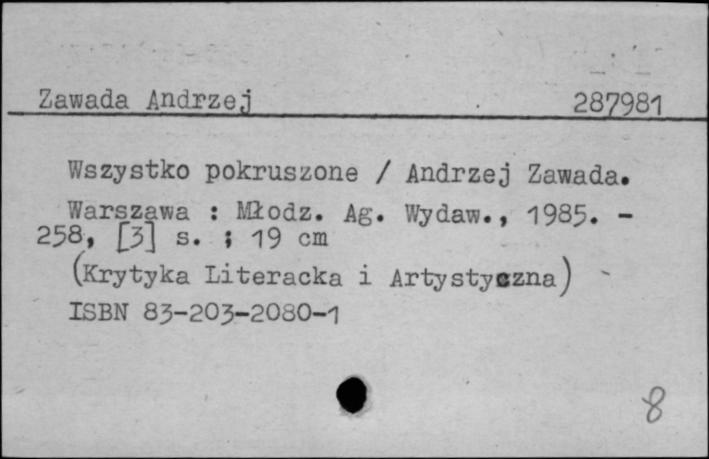 Zawada Andrzej 287981
Wszystko pokruszone / Andrzej Zawada.
Warszawa : Młodz. Ag. Wydaw., 1985. -
258, [3] s. ; 19 cm
(Krytyka Literacka i Artystyczna)
ISBN 83-203-2080-1
8